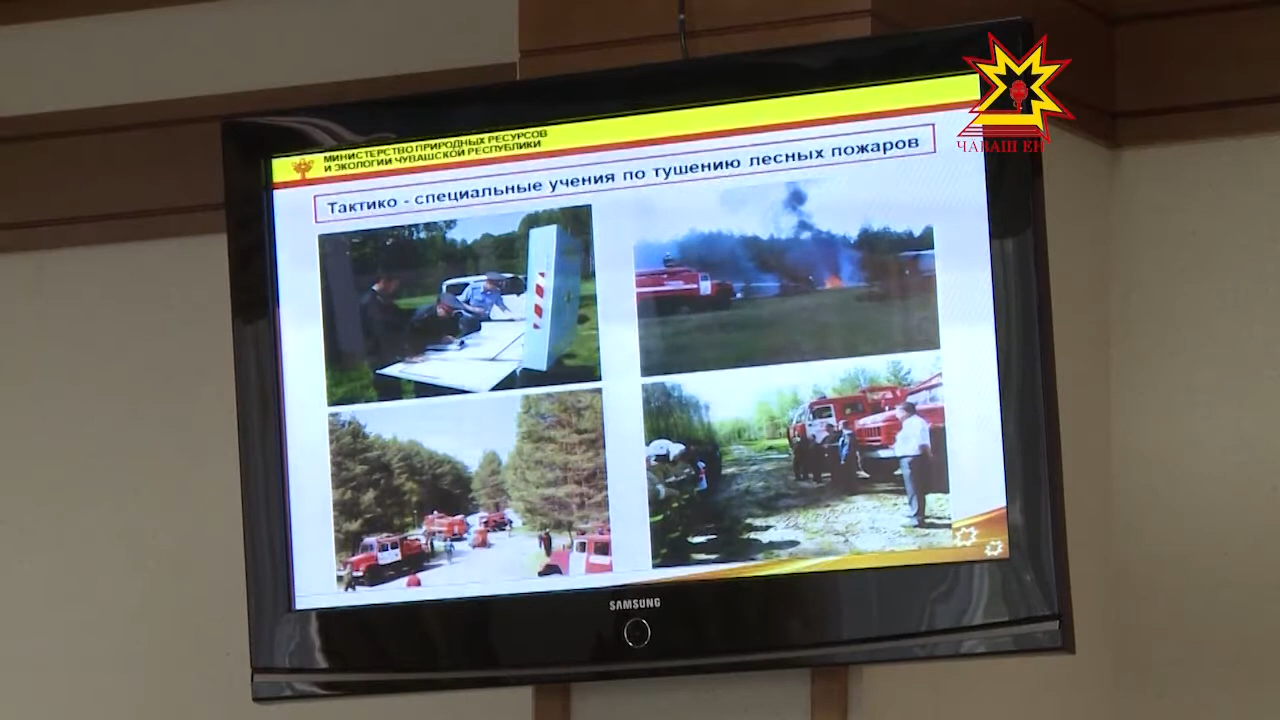 МИНИСТЕРСТВО ПРИРОДНЫХ РЕСУРСОВ
И ЭКОЛОГИИ ЧУВАШСКОЙ РЕСПУБЛИКИ
Тактико - специальные учения по тушению лесных пожаров
ЧАВАШ ЕН
SAMSUNG